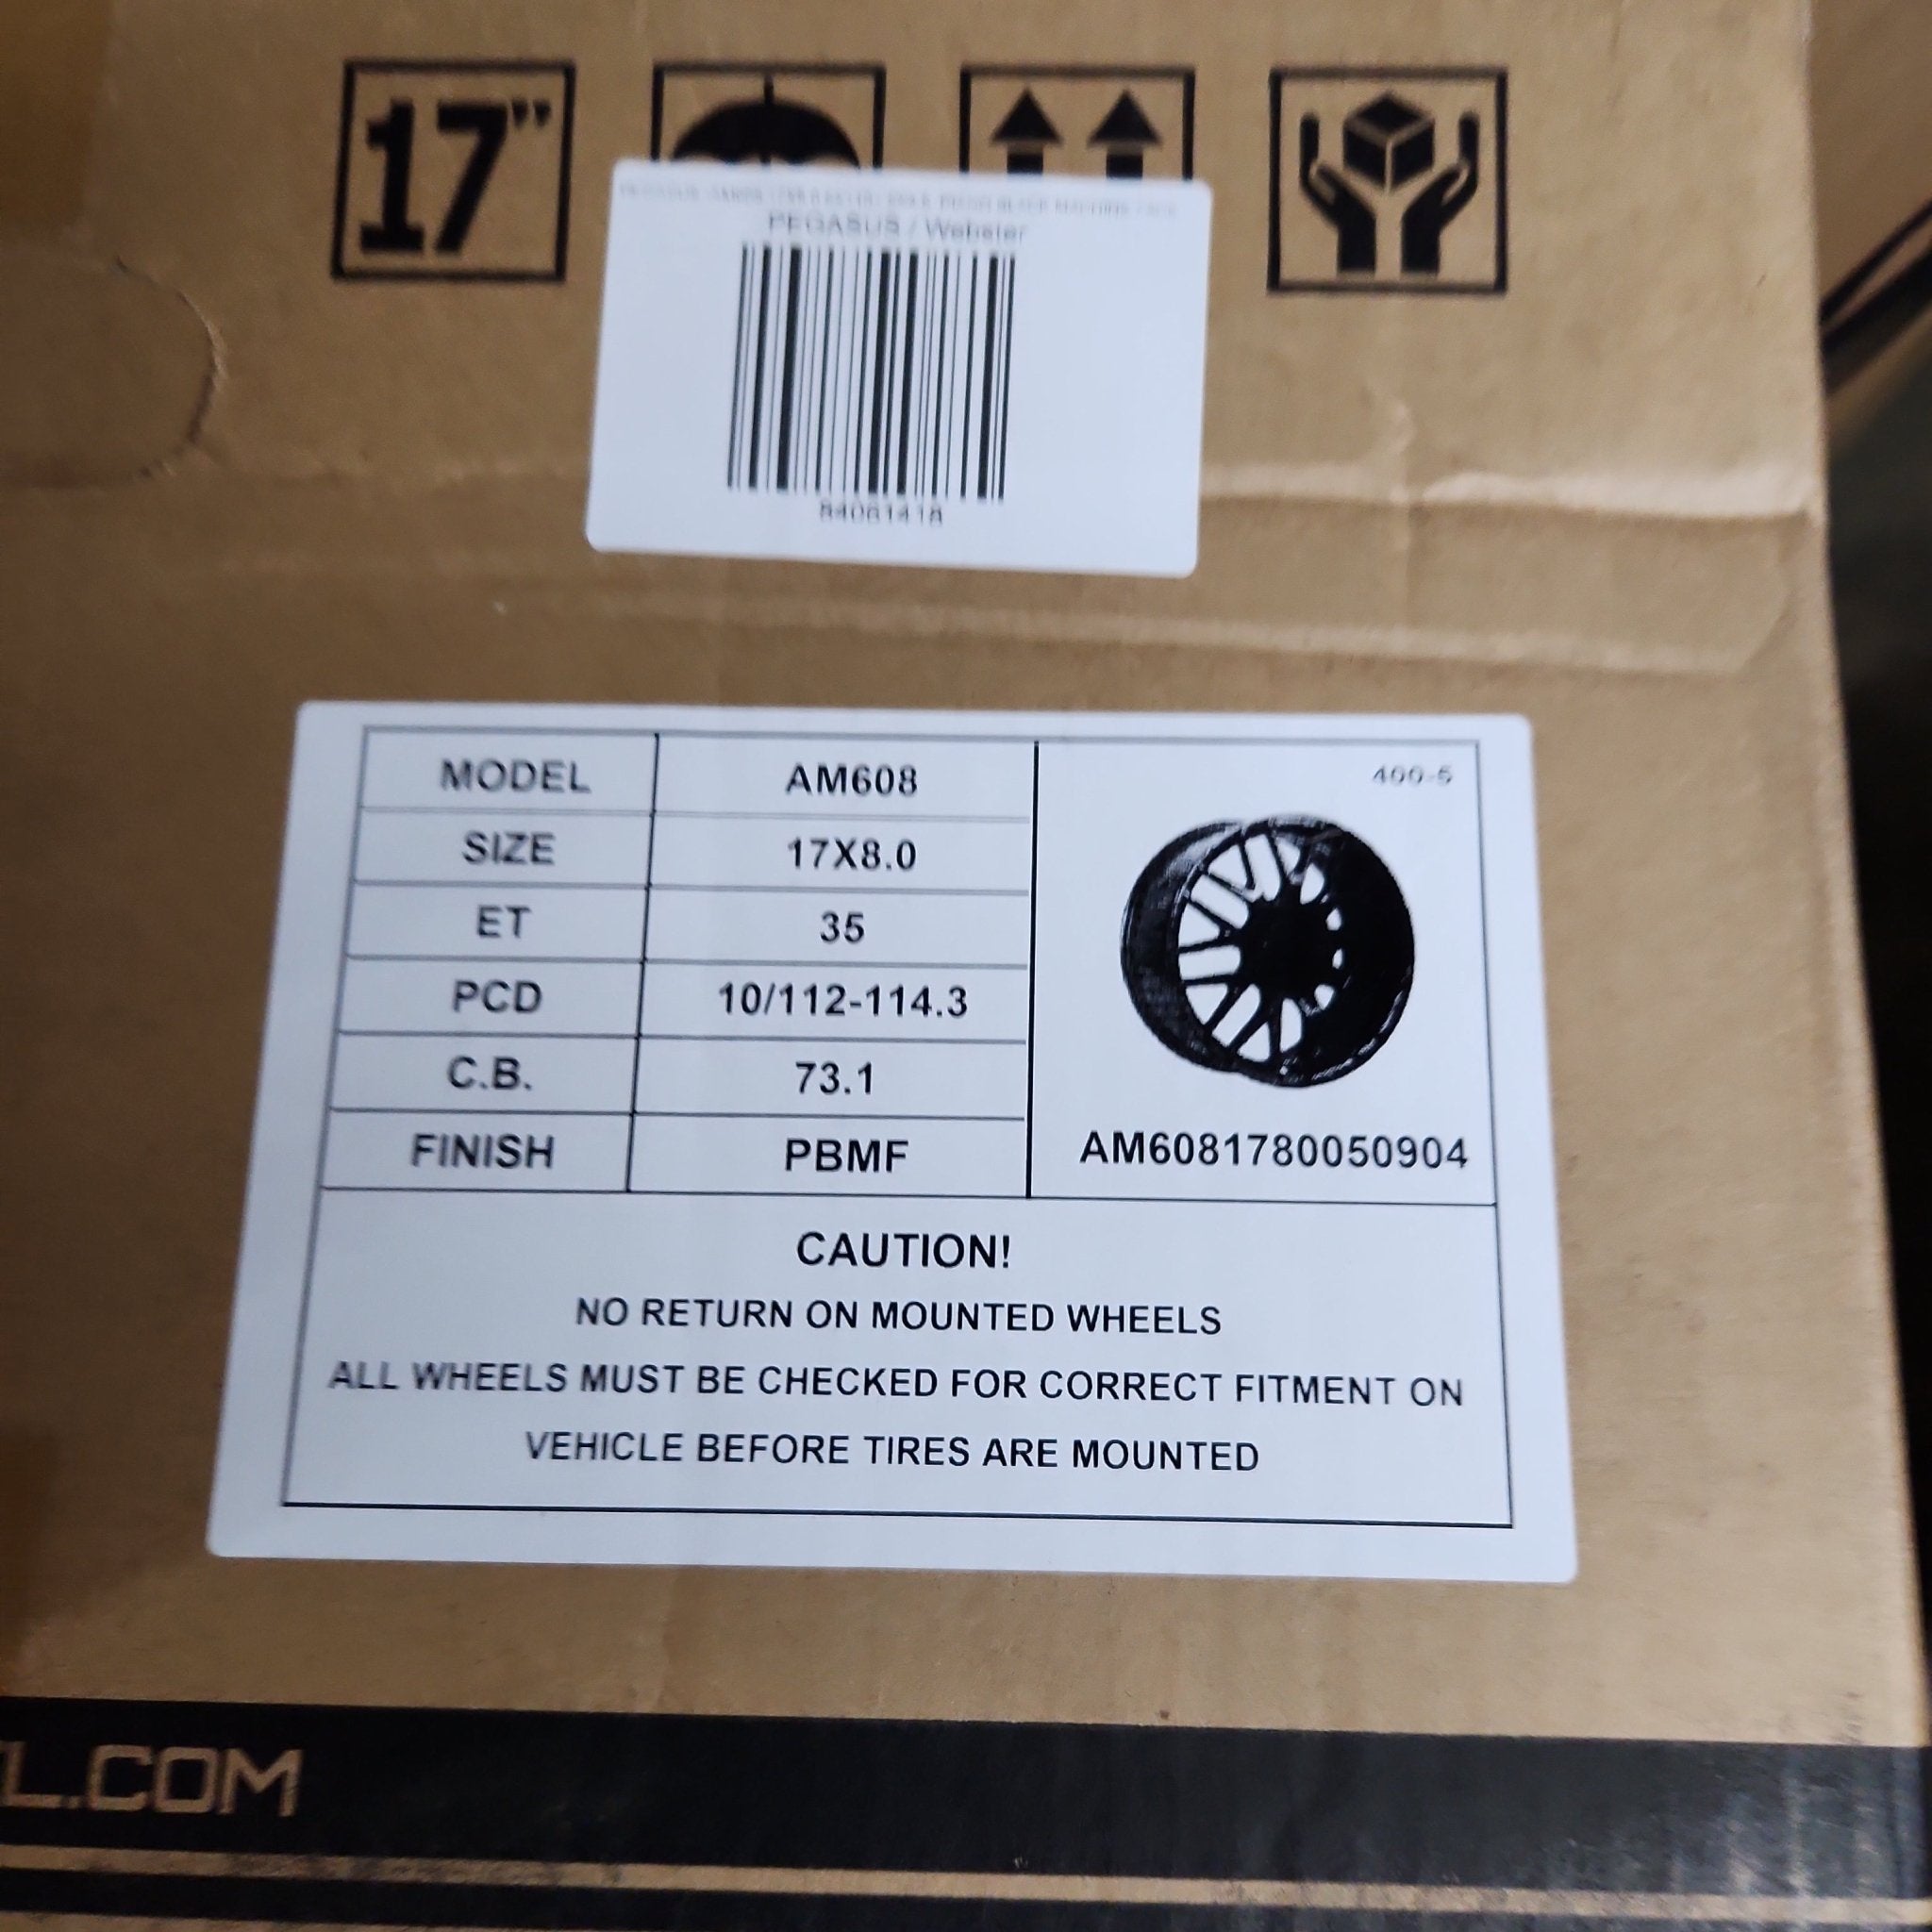 17"
PEGASUS / Webster
84061418
MODEL AM608
400-5
SIZE 17X8.0
ET 35
PCD 10/112-114.3
C.B. 73.1
FINISH PBMF
AM6081780050904
CAUTION!
NO RETURN ON MOUNTED WHEELS
ALL WHEELS MUST BE CHECKED FOR CORRECT FITMENT ON
VEHICLE BEFORE TIRES ARE MOUNTED
L.COM